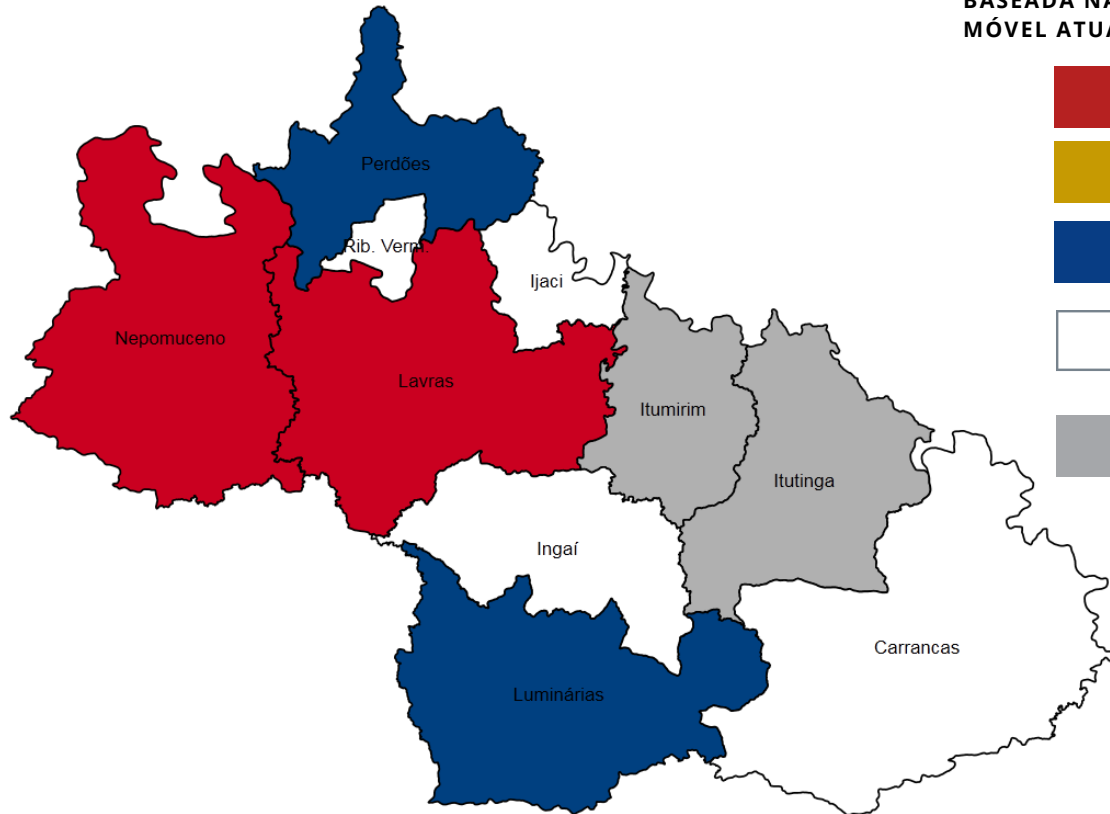 BASEADA NA
MÓVEL ATUA
Perdões
Rib. Verm.
Ijaci
Nepomuceno
Lavras
Itumirim
Itutinga
Ingaí
Carrancas
Luminárias